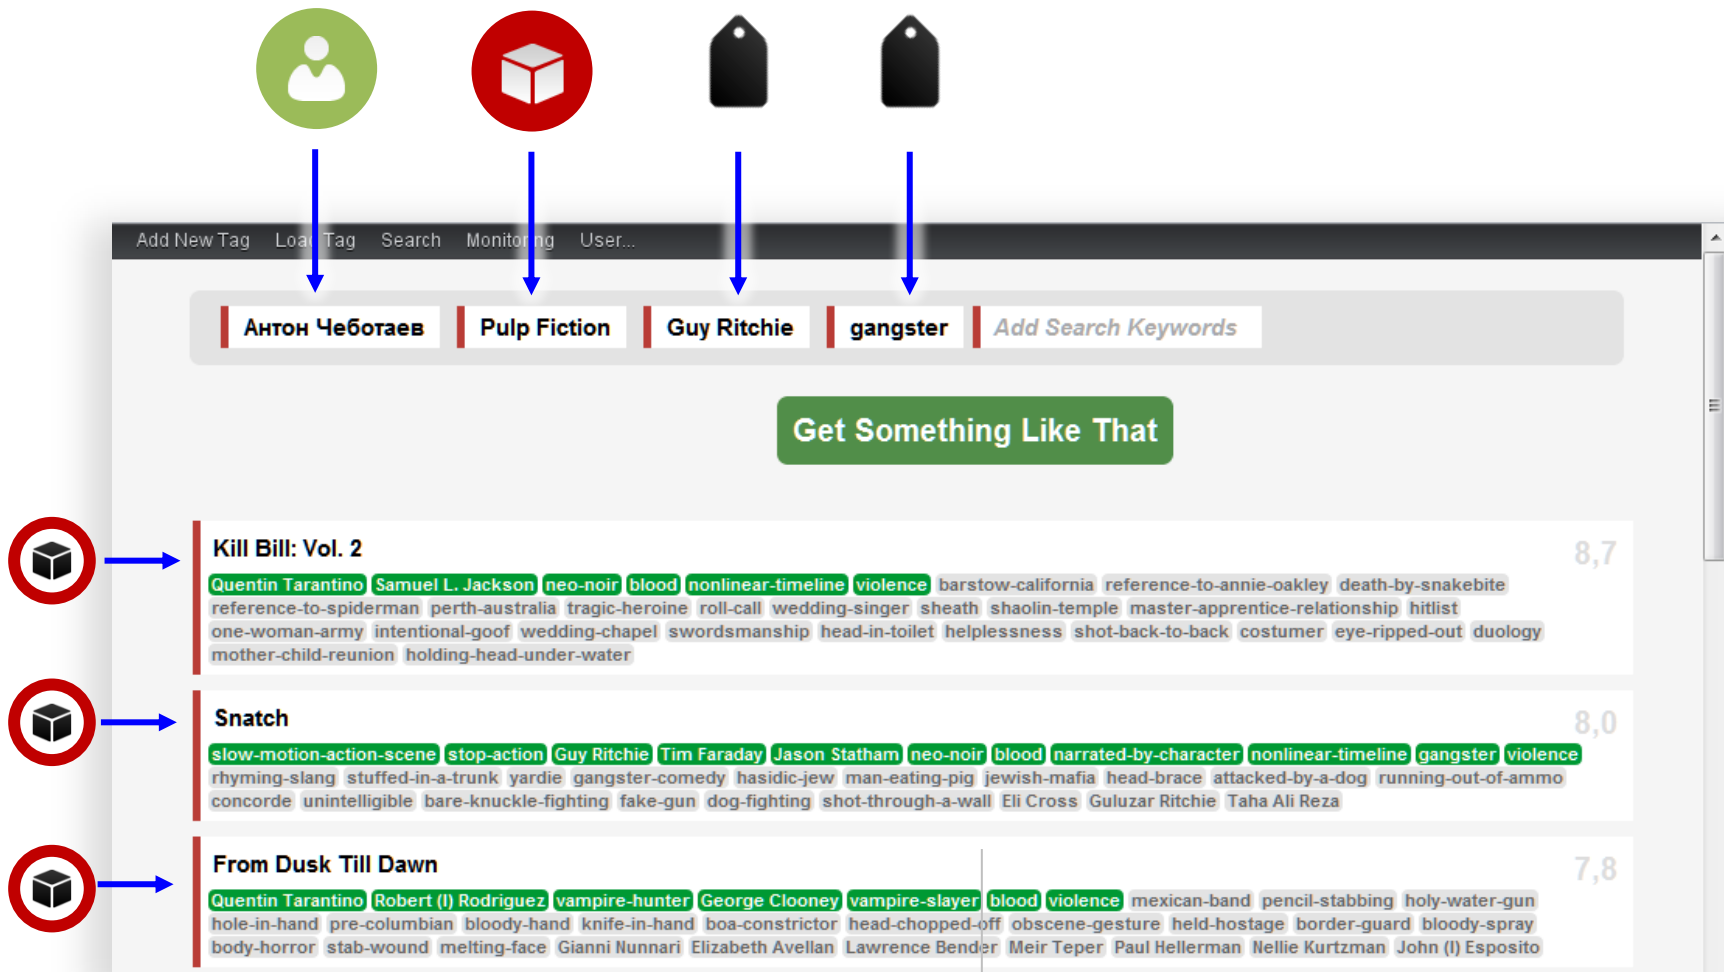 Add New Tag Load Tag Search Monitoring User...
Антон Чеботаев Pulp Fiction Guy Ritchie gangster Add Search Keywords
Get Something Like That
Kill Bill: Vol. 2 8,7
Quentin Tarantino Samuel L. Jackson neo-noir blood nonlinear-timeline violence barstow-california reference-to-annie-oakley death-by-snakebite
reference-to-spiderman perth-australia tragic-heroine roll-call wedding-singer sheath shaolin-temple master-apprentice-relationship hitlist
one-woman-army intentional-goof wedding-chapel swordsmanship head-in-toilet helplessness shot-back-to-back costumer eye-ripped-out duology
mother-child-reunion holding-head-under-water
Snatch 8,0
slow-motion-action-scene stop-action Guy Ritchie Tim Faraday Jason Statham neo-noir blood narrated-by-character nonlinear-timeline gangster violence
rhyming-slang stuffed-in-a-trunk yardie gangster-comedy hasidic-jew man-eating-pig jewish-mafia head-brace attacked-by-a-dog running-out-of-ammo
concorde unintelligible bare-knuckle-fighting fake-gun dog-fighting shot-through-a-wall Eli Cross Guluzar Ritchie Taha Ali Reza
From Dusk Till Dawn 7,8
Quentin Tarantino Robert (I) Rodriguez vampire-hunter George Clooney vampire-slayer blood violence mexican-band pencil-stabbing holy-water-gun
hole-in-hand pre-columbian bloody-hand knife-in-hand boa-constrictor head-chopped-off obscene-gesture held-hostage border-guard bloody-spray
body-horror stab-wound melting-face Gianni Nunnari Elizabeth Avellan Lawrence Bender Meir Teper Paul Hellerman Nellie Kurtzman John (I) Esposito